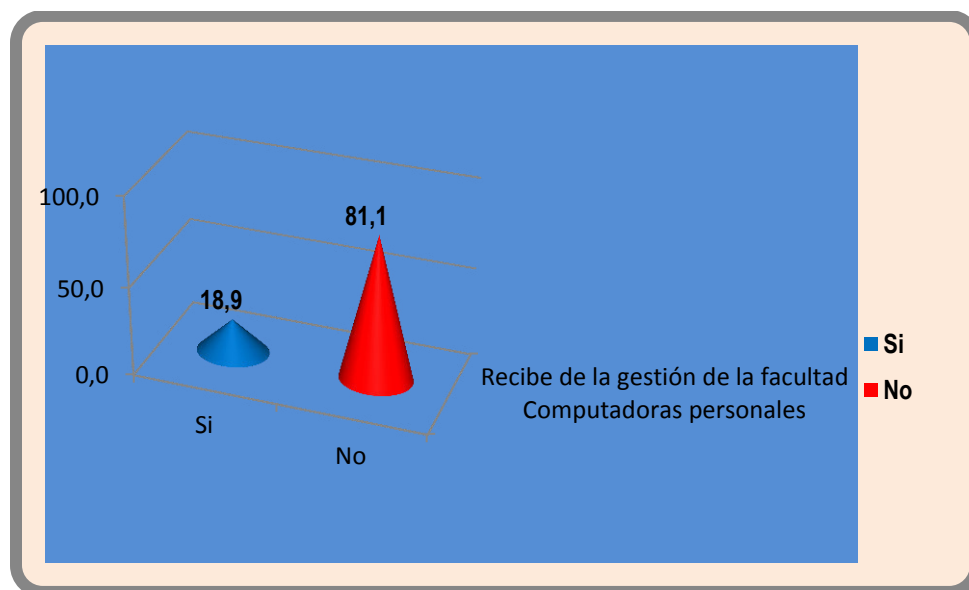 100,0
50,0
0,0
18,9
81,1
Si
No
Recibe de la gestión de la facultad
Computadoras personales
Si
No